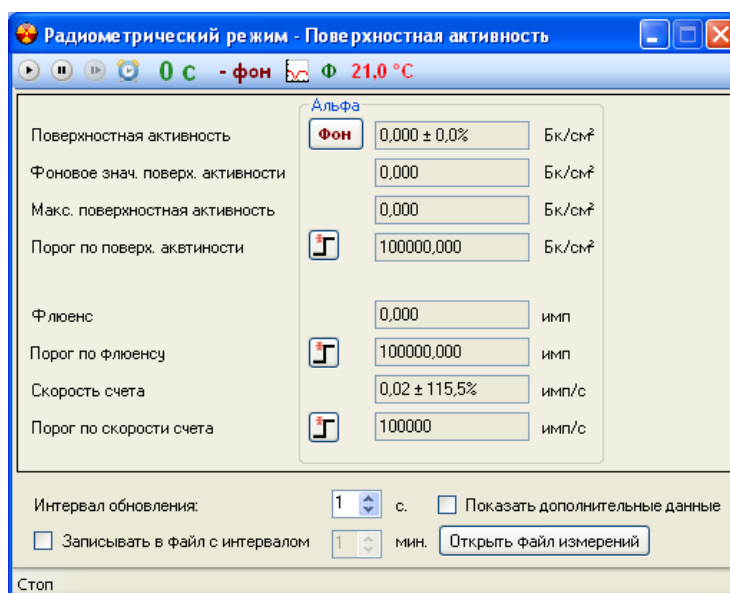 Радиометрический режим - Поверхностная активность
0 с - фон Ф 21,0 °C
Альфа
Поверхностная активность Фон 0,000 ± 0,0% Бк/см²
Фоновое знач. поверх. активности 0,000 Бк/см²
Макс. поверхностная активность 0,000 Бк/см²
Порог по поверх. аквтиности 100000,000 Бк/см²
Флюенс 0,000 имп
Порог по флюенсу 100000,000 имп
Скорость счета 0,02 ± 115,5% имп/с
Порог по скорости счета 100000 имп/с
Интервал обновления: 1 с. Показать дополнительные данные
Записывать в файл с интервалом 1 мин. Открыть файл измерений
Стоп